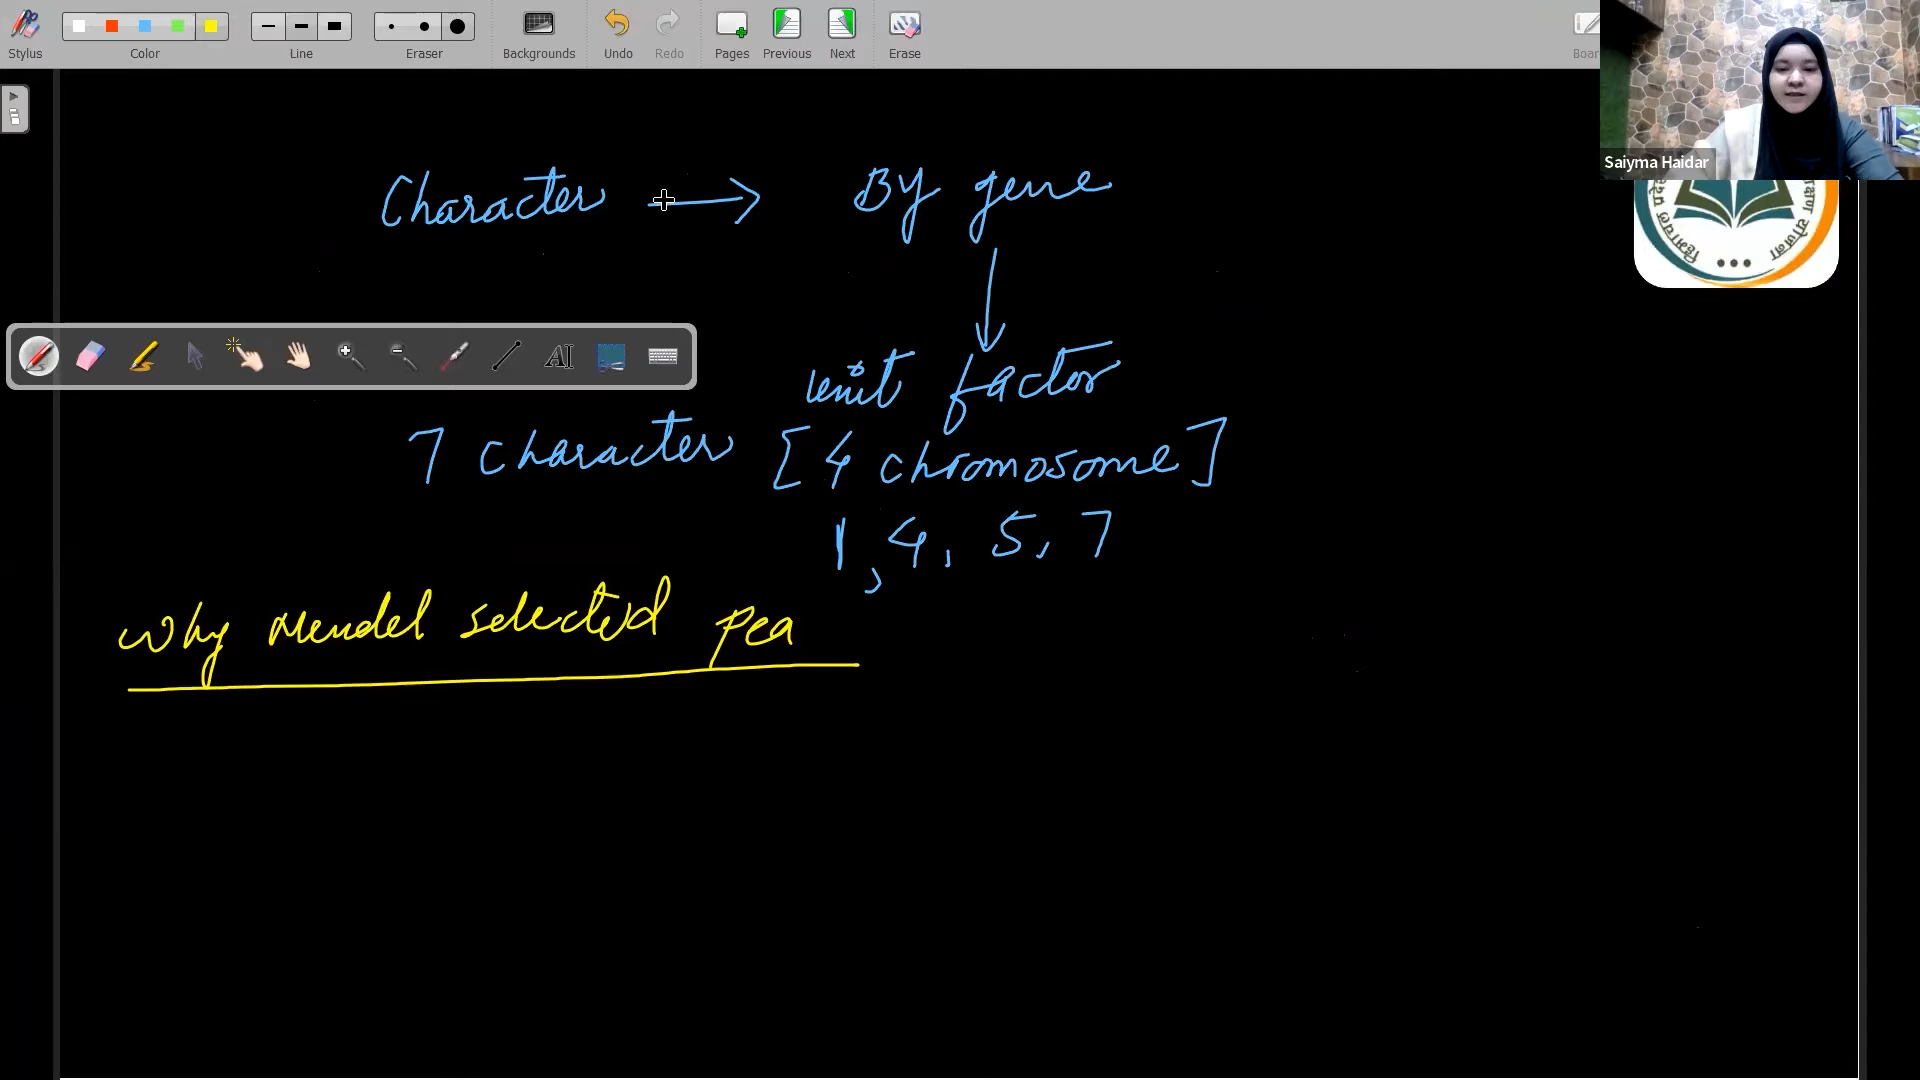 Stylus Color Line Eraser Backgrounds Undo Redo Pages Previous Next Erase
Saiyma Haidar
Character → By gene
unit factor
7 character [4 chromosome]
1, 4, 5, 7
Why Mendel selected pea